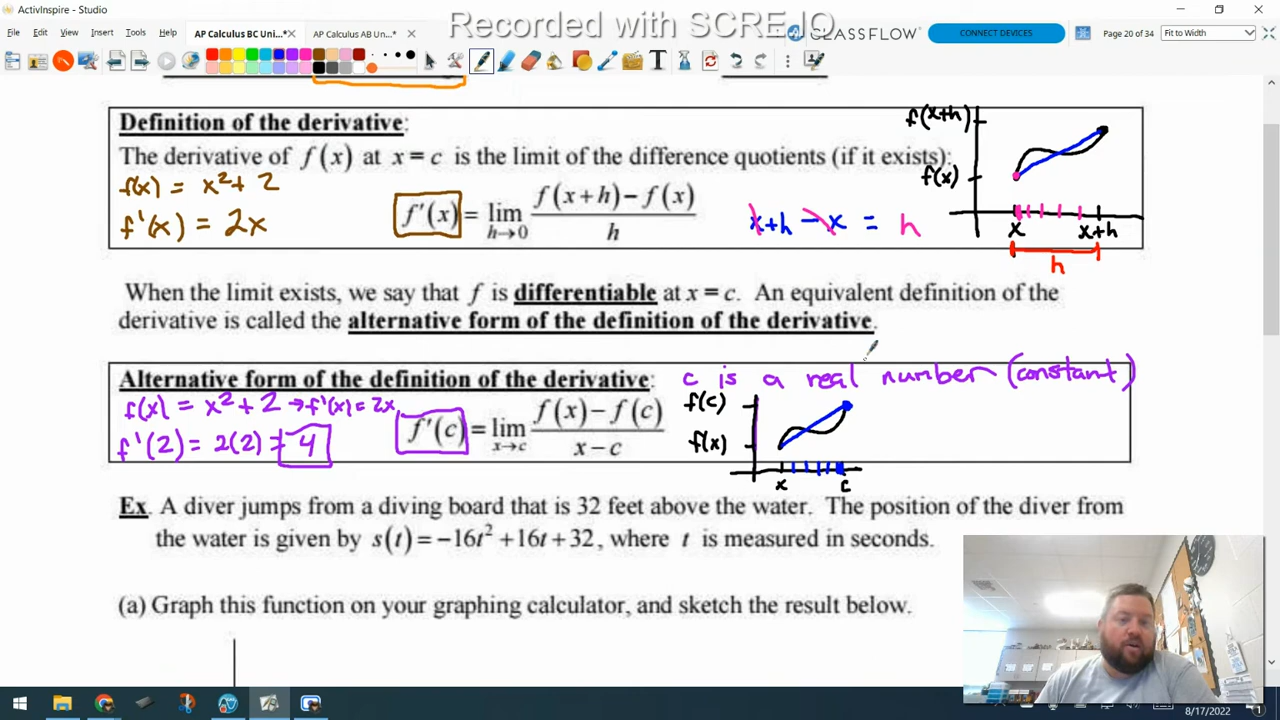 ActivInspire - Studio
Recorded with SCRE.IO
AP Calculus BC Uni...*
AP Calculus AB Un...*
CLASSFLOW
CONNECT DEVICES
Page 20 of 34
Fit to Width
File Edit View Insert Tools Help
Definition of the derivative:
The derivative of f(x) at x = c is the limit of the difference quotients (if it exists):
f(x) = x² + 2
f'(x) = 2x
f'(x) = lim h→0 f(x+h) − f(x) / h
x+h − x = h
f(x+h)
f(x)
x x+h
h
When the limit exists, we say that f is differentiable at x = c. An equivalent definition of the
derivative is called the alternative form of the definition of the derivative.
Alternative form of the definition of the derivative: c is a real number (constant)
f(x) = x² + 2 → f'(x) = 2x
f'(2) = 2(2) = 4
f'(c) = lim x→c f(x) − f(c) / x − c
f(c)
f(x)
x c
Ex. A diver jumps from a diving board that is 32 feet above the water. The position of the diver from
the water is given by s(t) = −16t² + 16t + 32, where t is measured in seconds.
(a) Graph this function on your graphing calculator, and sketch the result below.
8/17/2022